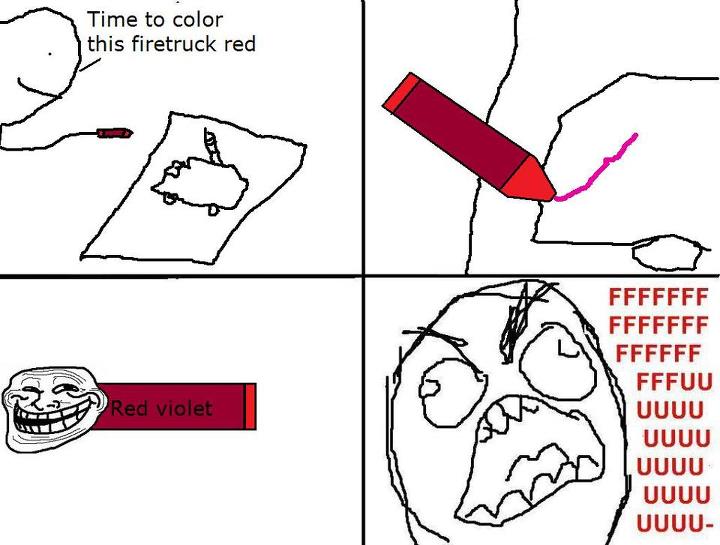 Time to color
this firetruck red
Red violet
FFFFFFF
FFFFFFF
FFFFFF
FFFUU
UUUU
UUUU
UUUU
UUUU
UUUU-